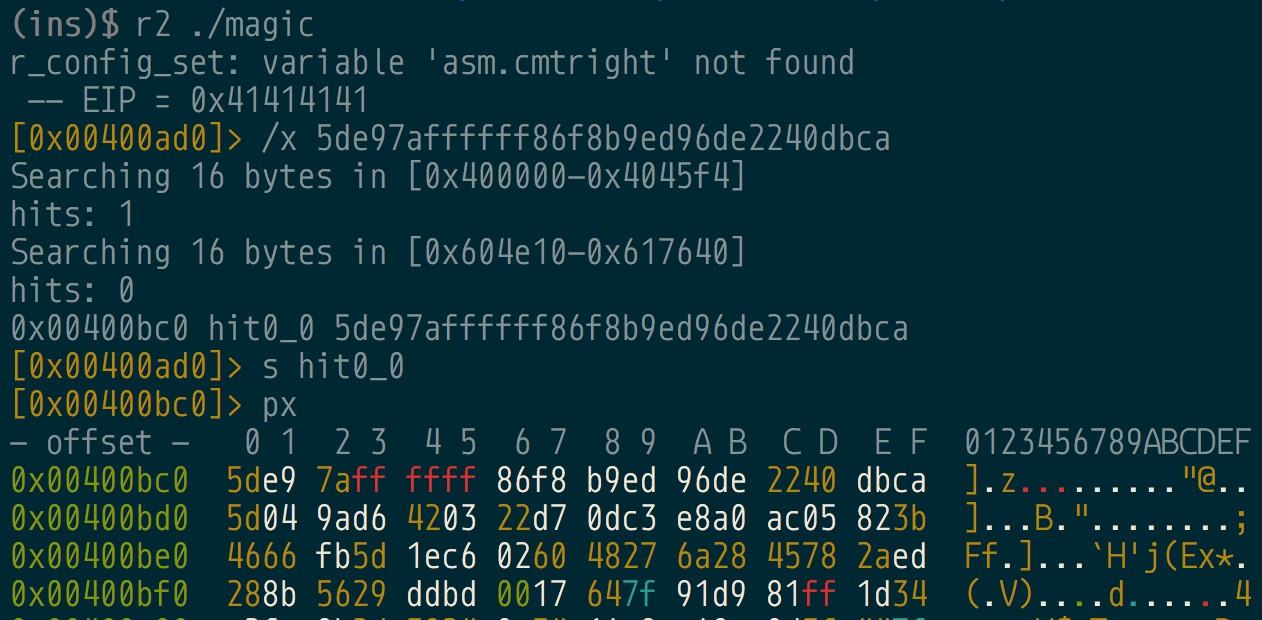 (ins)$ r2 ./magic
r_config_set: variable 'asm.cmtright' not found
 -- EIP = 0x41414141
[0x00400ad0]> /x 5de97affffff86f8b9ed96de2240dbca
Searching 16 bytes in [0x400000-0x4045f4]
hits: 1
Searching 16 bytes in [0x604e10-0x617640]
hits: 0
0x00400bc0 hit0_0 5de97affffff86f8b9ed96de2240dbca
[0x00400ad0]> s hit0_0
[0x00400bc0]> px
- offset -   0 1  2 3  4 5  6 7  8 9  A B  C D  E F  0123456789ABCDEF
0x00400bc0  5de9 7aff ffff 86f8 b9ed 96de 2240 dbca  ].z........."@..
0x00400bd0  5d04 9ad6 4203 22d7 0dc3 e8a0 ac05 823b  ]...B."........;
0x00400be0  4666 fb5d 1ec6 0260 4827 6a28 4578 2aed  Ff.]...`H'j(Ex*.
0x00400bf0  288b 5629 ddbd 0017 647f 91d9 81ff 1d34  (.V)....d......4